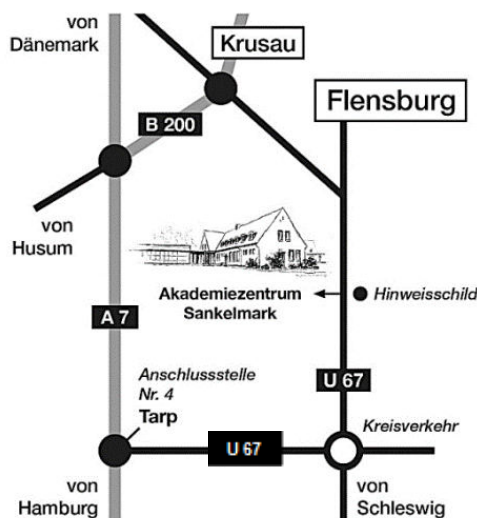 von
Dänemark
Krusau
Flensburg
B 200
von
Husum
Akademiezentrum
Sankelmark
Hinweisschild
A 7
U 67
Anschlussstelle
Nr. 4
Tarp
U 67
Kreisverkehr
von
Hamburg
von
Schleswig